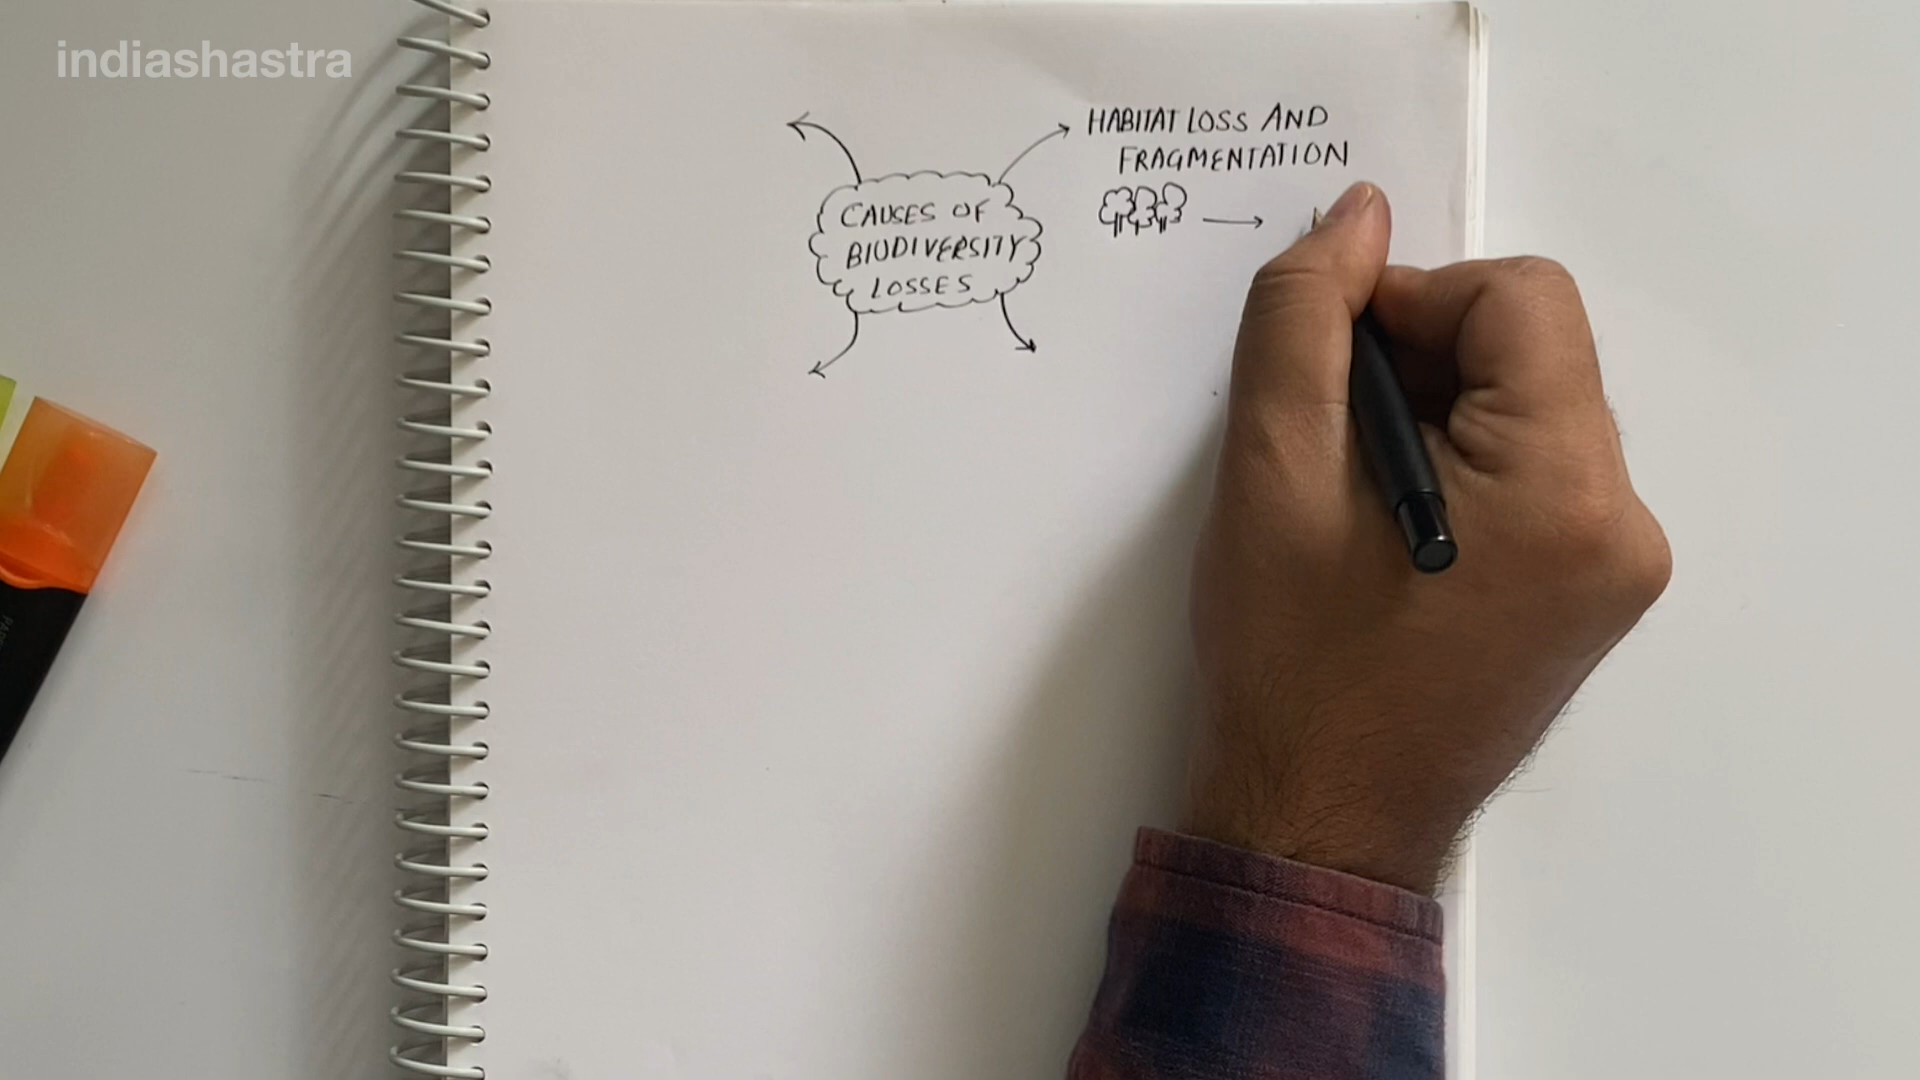 indiashastra
CAUSES OF
BIODIVERSITY
LOSSES
HABITAT LOSS AND
FRAGMENTATION